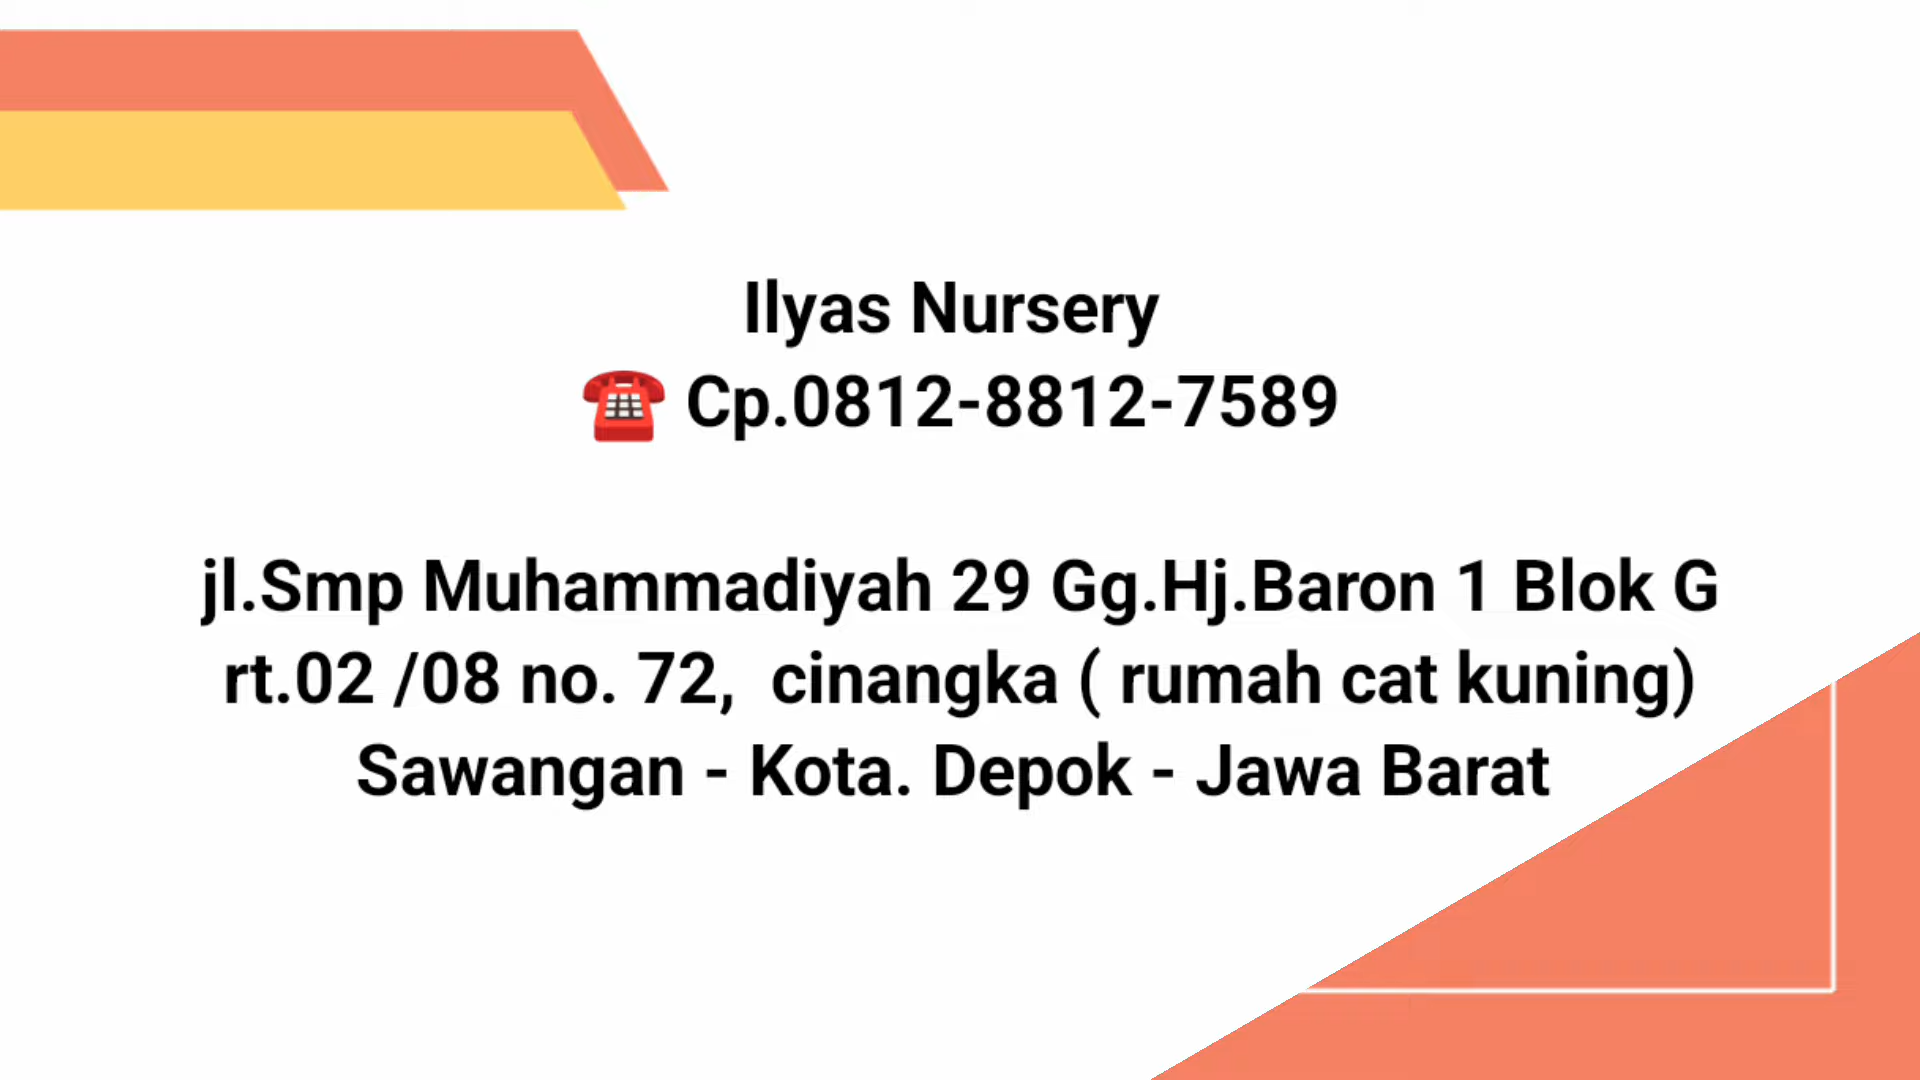 Ilyas Nursery
☎️ Cp.0812-8812-7589
jl.Smp Muhammadiyah 29 Gg.Hj.Baron 1 Blok G
rt.02 /08 no. 72,  cinangka ( rumah cat kuning)
Sawangan - Kota. Depok - Jawa Barat